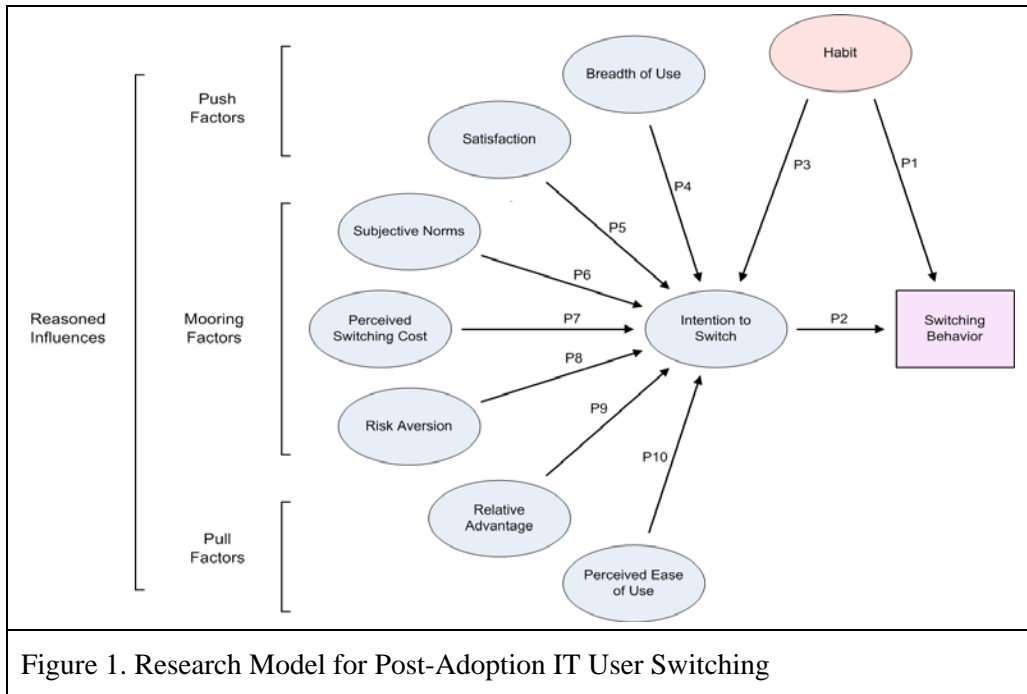 Breadth of Use
Habit
Push
Factors
Satisfaction
P3
P1
P4
P5
Subjective Norms
P6
Reasoned
Influences
Mooring
Factors
Perceived
Switching Cost
P7
Intention to
Switch
P2
Switching
Behavior
P8
Risk Aversion
P9
P10
Relative
Advantage
Pull
Factors
Perceived Ease
of Use
Figure 1. Research Model for Post-Adoption IT User Switching